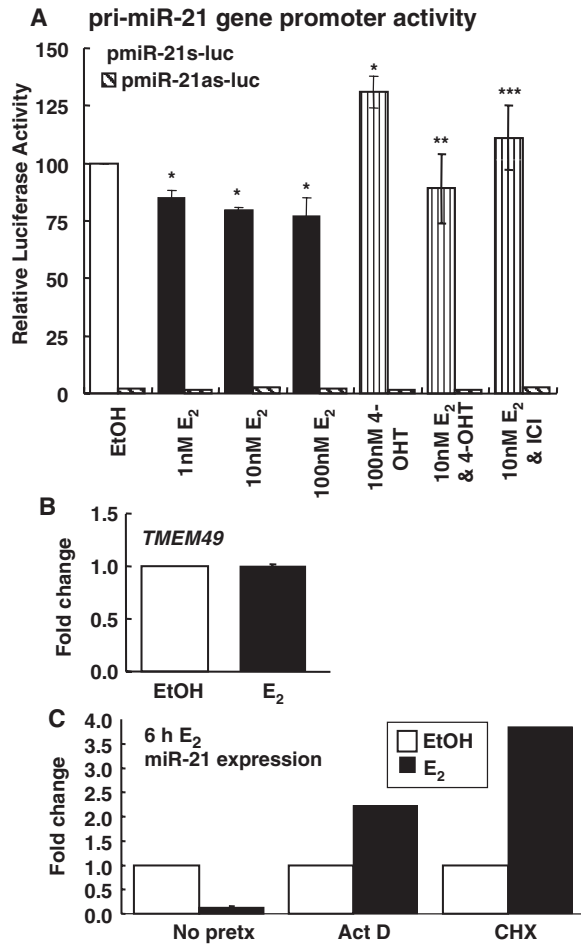 A pri-miR-21 gene promoter activity
pmiR-21s-luc
pmiR-21as-luc
Relative Luciferase Activity
150
125
100
75
50
25
0
* * * * ** ***
EtOH
1nM E2
10nM E2
100nM E2
100nM 4-
OHT
10nM E2
& 4-OHT
10nM E2
& ICI
B
TMEM49
Fold change
1.5
1.0
0.5
0.0
EtOH E2
C
6 h E2
miR-21 expression
EtOH
E2
Fold change
4.0
3.5
3.0
2.5
2.0
1.5
1.0
0.5
0.0
No pretx Act D CHX